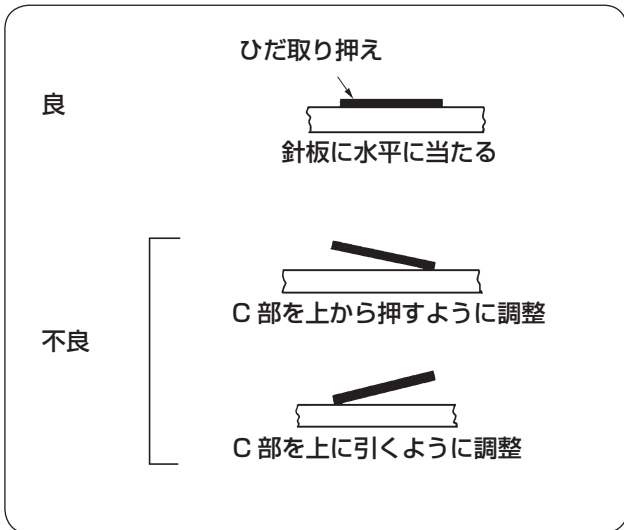 ひだ取り押え
良
針板に水平に当たる
C 部を上から押すように調整
不良
C 部を上に引くように調整